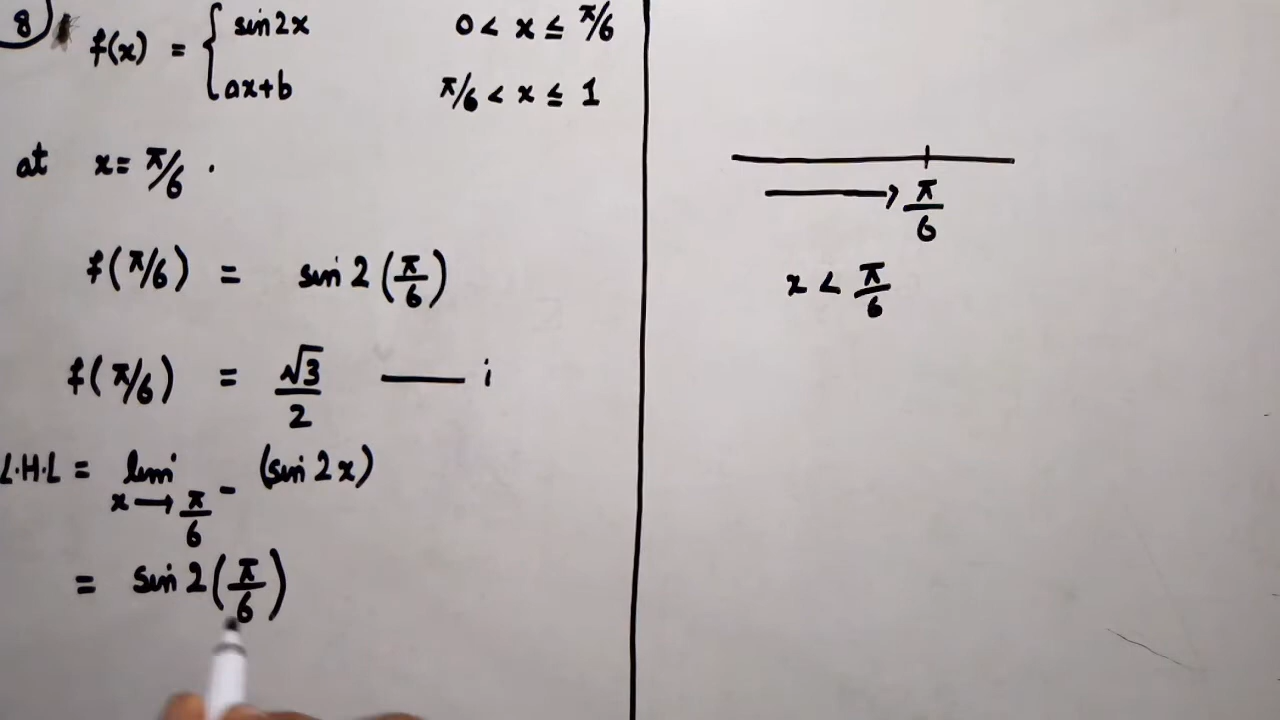 8
f(x) = { sin2x 0 < x ≤ π/6
ax+b π/6 < x ≤ 1
at x = π/6 .
f(π/6) = sin 2(π/6)
f(π/6) = √3/2 —— i
L.H.L = lim x→π/6 - (sin 2x)
= sin 2(π/6)
π/6
x < π/6